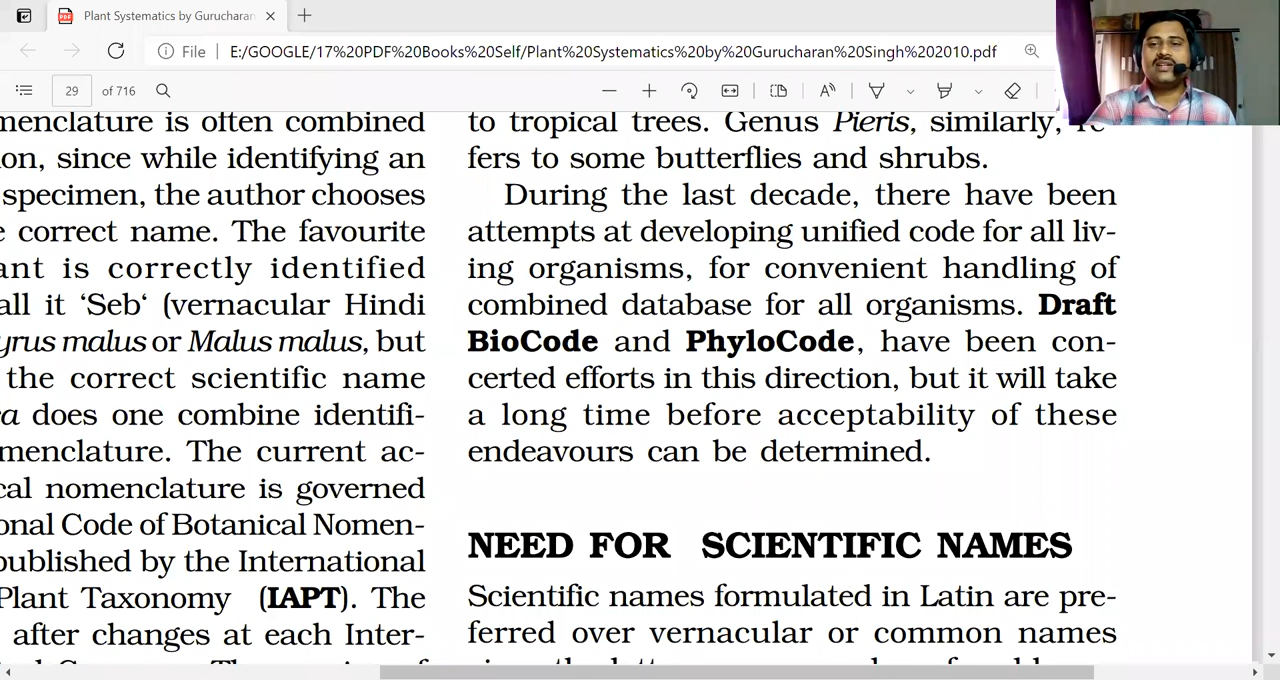 Plant Systematics by Gurucharan
File E:/GOOGLE/17%20PDF%20Books%20Self/Plant%20Systematics%20by%20Gurucharan%20Singh%202010.pdf
29 of 716
menclature is often combined
on, since while identifying an
specimen, the author chooses
e correct name. The favourite
ant is correctly identified
all it ‘Seb‘ (vernacular Hindi
yrus malus or Malus malus, but
the correct scientific name
ca does one combine identifi-
menclature. The current ac-
cal nomenclature is governed
onal Code of Botanical Nomen-
published by the International
Plant Taxonomy (IAPT). The
after changes at each Inter-
to tropical trees. Genus Pieris, similarly, re-
fers to some butterflies and shrubs.
During the last decade, there have been
attempts at developing unified code for all liv-
ing organisms, for convenient handling of
combined database for all organisms. Draft
BioCode and PhyloCode, have been con-
certed efforts in this direction, but it will take
a long time before acceptability of these
endeavours can be determined.
NEED FOR SCIENTIFIC NAMES
Scientific names formulated in Latin are pre-
ferred over vernacular or common names